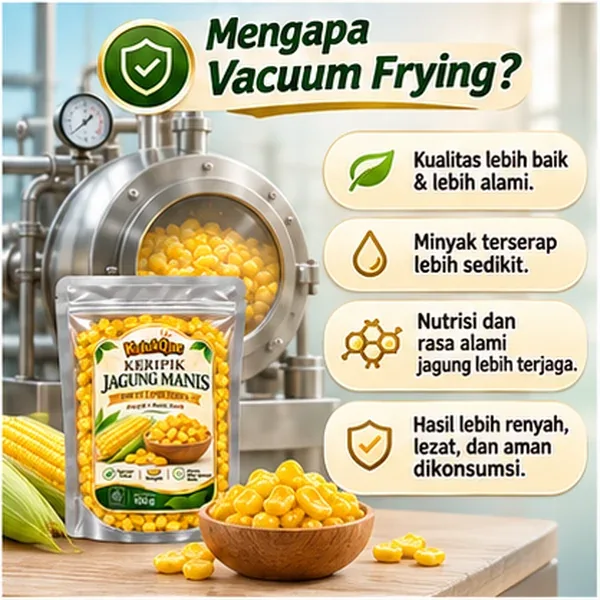 Mengapa
Vacuum Frying?
Kualitas lebih baik
& lebih alami.
Minyak terserap
lebih sedikit.
Nutrisi dan
rasa alami
jagung lebih terjaga.
Hasil lebih renyah,
lezat, dan aman
dikonsumsi.
KERIPIK
JAGUNG MANIS